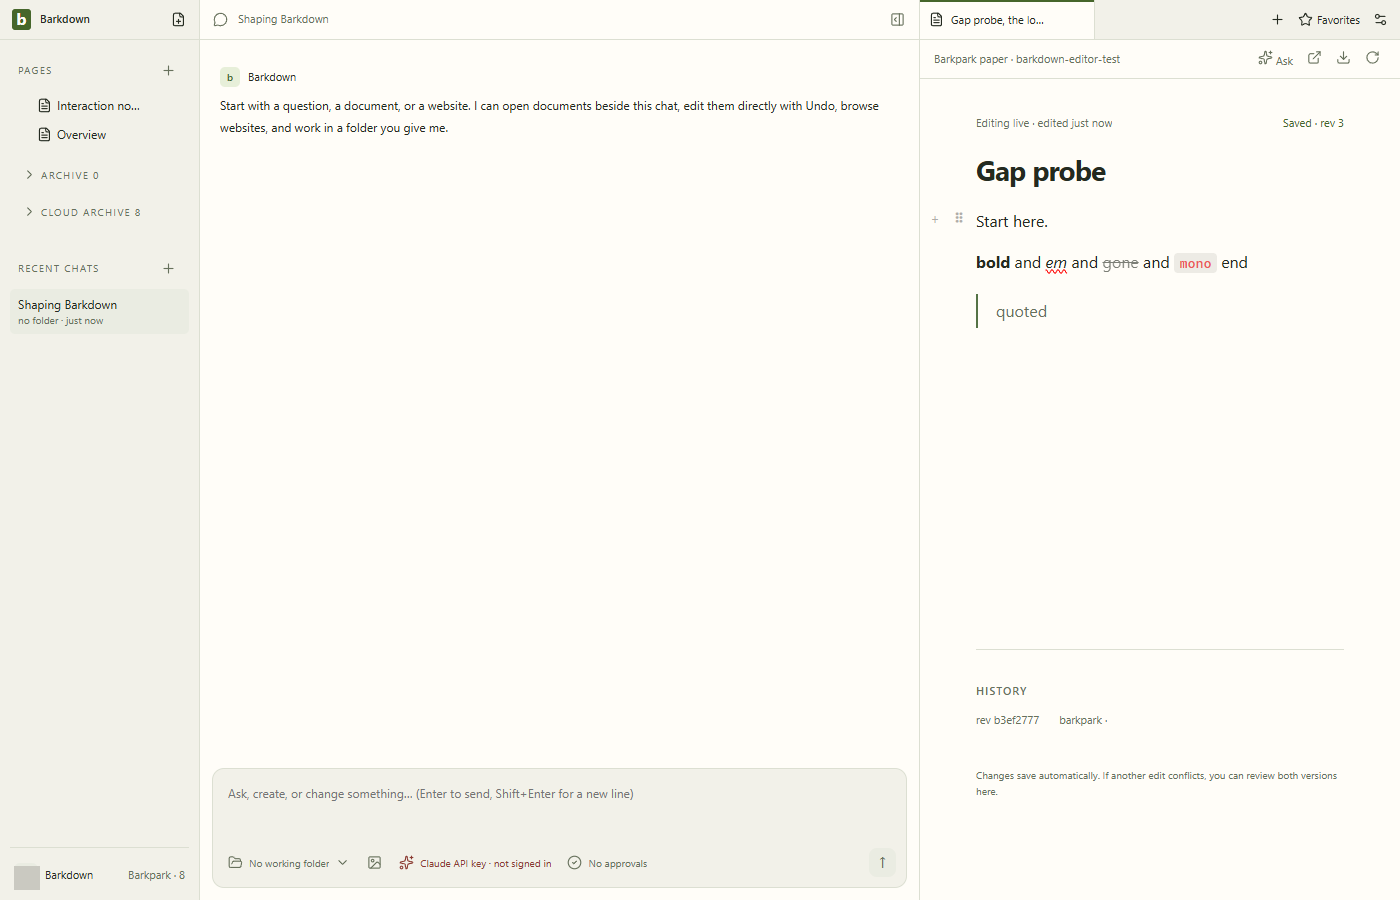 b Barkdown
PAGES
Interaction no...
Overview
ARCHIVE 0
CLOUD ARCHIVE 8
RECENT CHATS
Shaping Barkdown
no folder · just now
Barkdown
Barkpark · 8
Shaping Barkdown
b Barkdown
Start with a question, a document, or a website. I can open documents beside this chat, edit them directly with Undo, browse
websites, and work in a folder you give me.
Ask, create, or change something... (Enter to send, Shift+Enter for a new line)
No working folder
Claude API key · not signed in
No approvals
Gap probe, the lo...
Favorites
Barkpark paper · barkdown-editor-test
Ask
Editing live · edited just now
Saved · rev 3
Gap probe
Start here.
bold and em and gone and mono end
quoted
HISTORY
rev b3ef2777 barkpark ·
Changes save automatically. If another edit conflicts, you can review both versions
here.